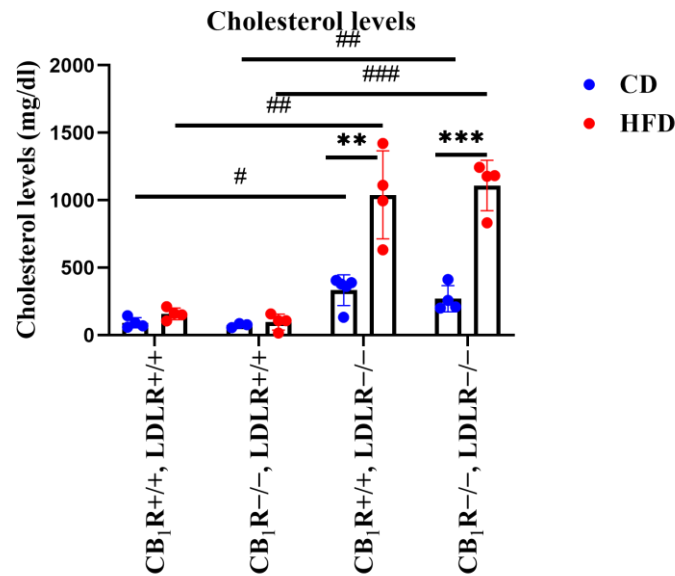 Cholesterol levels
##
###
##
#
**
***
Cholesterol levels (mg/dl)
2000
1500
1000
500
0
CD
HFD
CB₁R+/+, LDLR+/+
CB₁R−/−, LDLR+/+
CB₁R+/+, LDLR−/−
CB₁R−/−, LDLR−/−